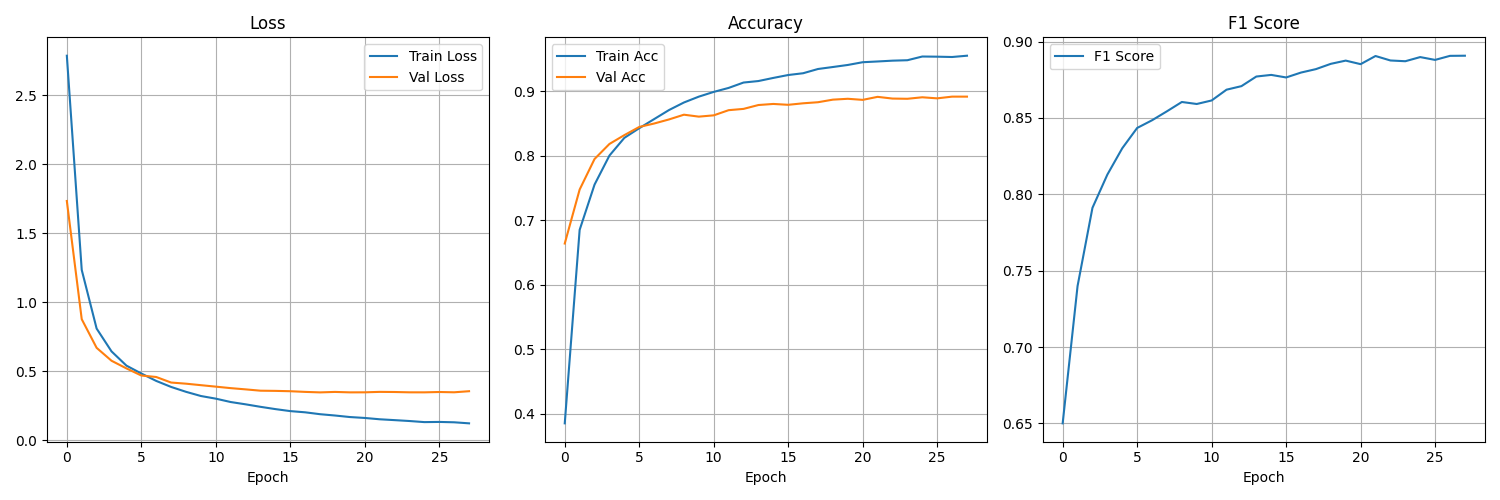 Loss
Train Loss
Val Loss
2.5
2.0
1.5
1.0
0.5
0.0
0 5 10 15 20 25
Epoch
Accuracy
Train Acc
Val Acc
0.9
0.8
0.7
0.6
0.5
0.4
0 5 10 15 20 25
Epoch
F1 Score
F1 Score
0.90
0.85
0.80
0.75
0.70
0.65
0 5 10 15 20 25
Epoch